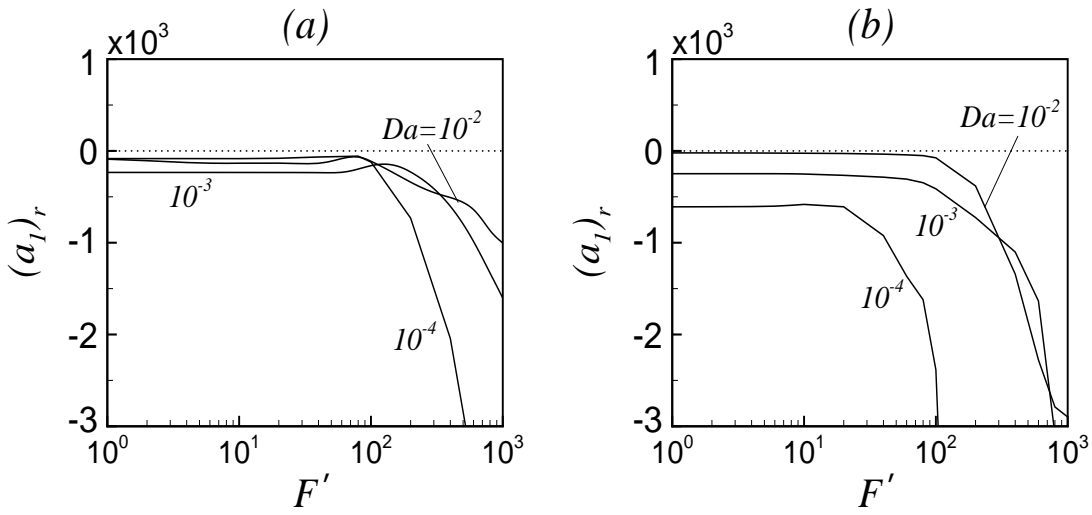 (a)
x10³
1
0
-1
-2
-3
(a₁)ᵣ
Da=10⁻²
10⁻³
10⁻⁴
10⁰ 10¹ 10² 10³
F′
(b)
x10³
1
0
-1
-2
-3
(a₁)ᵣ
Da=10⁻²
10⁻³
10⁻⁴
10⁰ 10¹ 10² 10³
F′